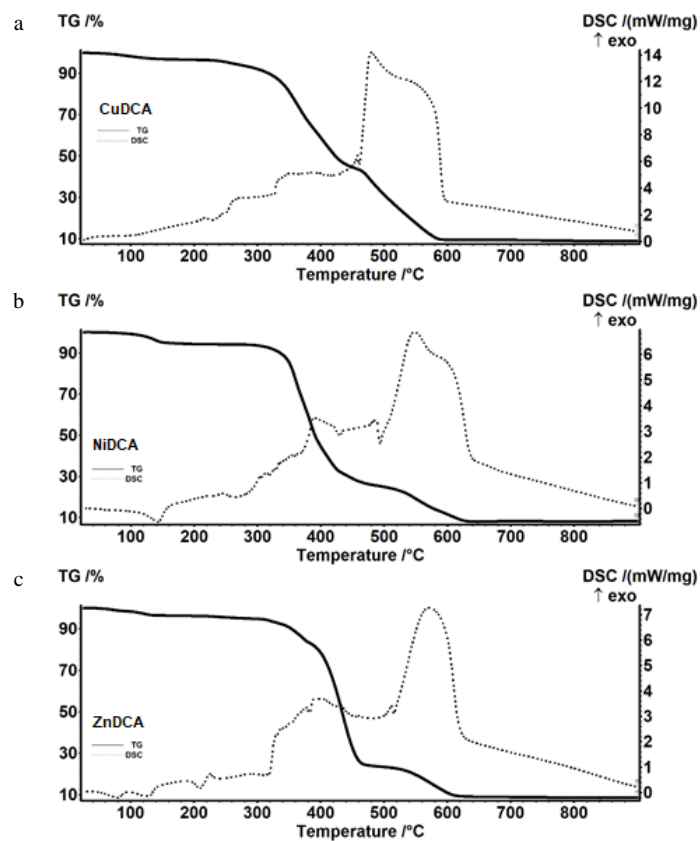 a
TG /%
DSC /(mW/mg)
↑ exo
14
90
12
70
CuDCA
10
TG
DSC
8
50
6
30
4
2
10
0
100 200 300 400 500 600 700 800
Temperature /°C
b
TG /%
DSC /(mW/mg)
↑ exo
90
6
70
5
4
50
NiDCA
3
TG
DSC
2
30
1
10
0
100 200 300 400 500 600 700 800
Temperature /°C
c
TG /%
DSC /(mW/mg)
↑ exo
7
90
6
70
5
4
50
ZnDCA
3
TG
DSC
2
30
1
10
0
100 200 300 400 500 600 700 800
Temperature /°C